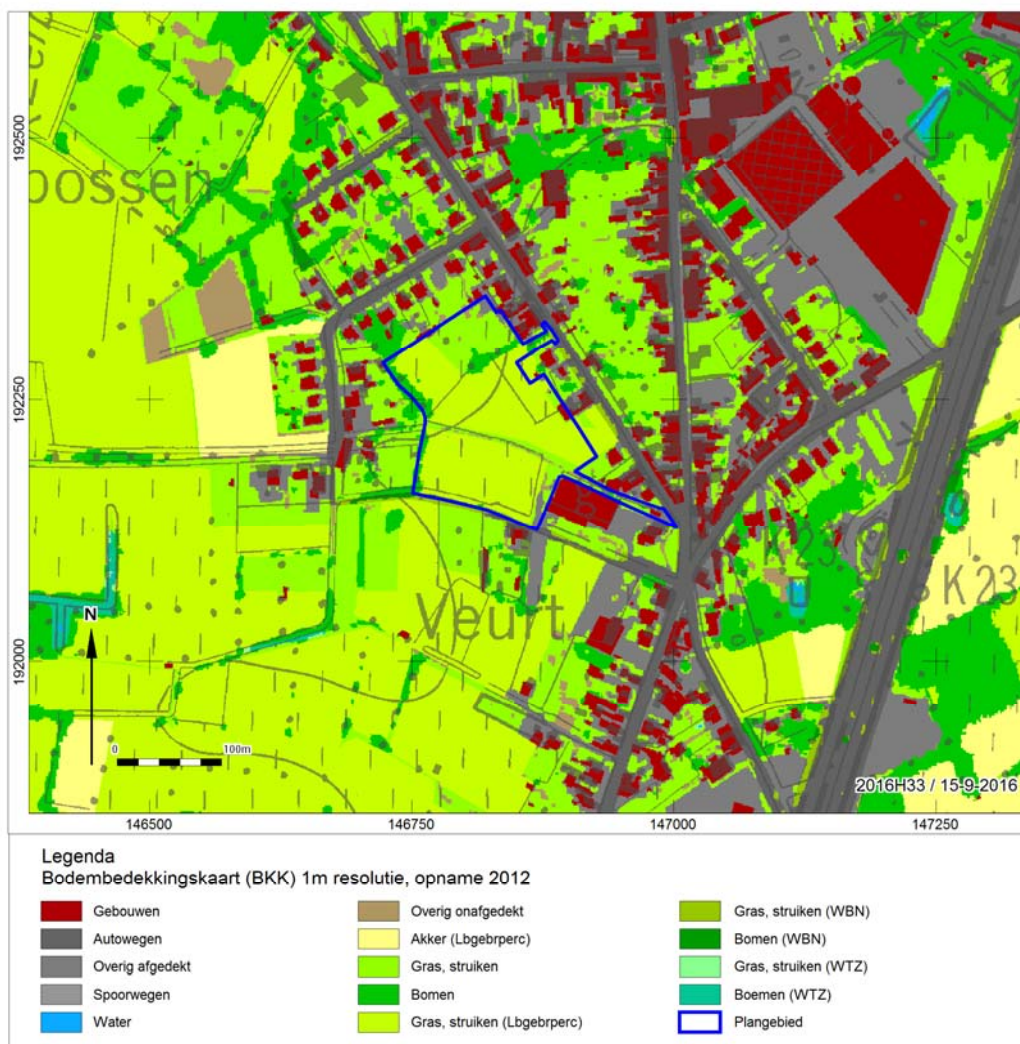 192500
bossen
192250
K 23
K 23
Veurt
192000
N
0 100m
2016H33 / 15-9-2016
146500 146750 147000 147250
Legenda
Bodembedekkingskaart (BKK) 1m resolutie, opname 2012
Gebouwen Overig onafgedekt Gras, struiken (WBN)
Autowegen Akker (Lbgebrperc) Bomen (WBN)
Overig afgedekt Gras, struiken Gras, struiken (WTZ)
Spoorwegen Bomen Boemen (WTZ)
Water Gras, struiken (Lbgebrperc) Plangebied